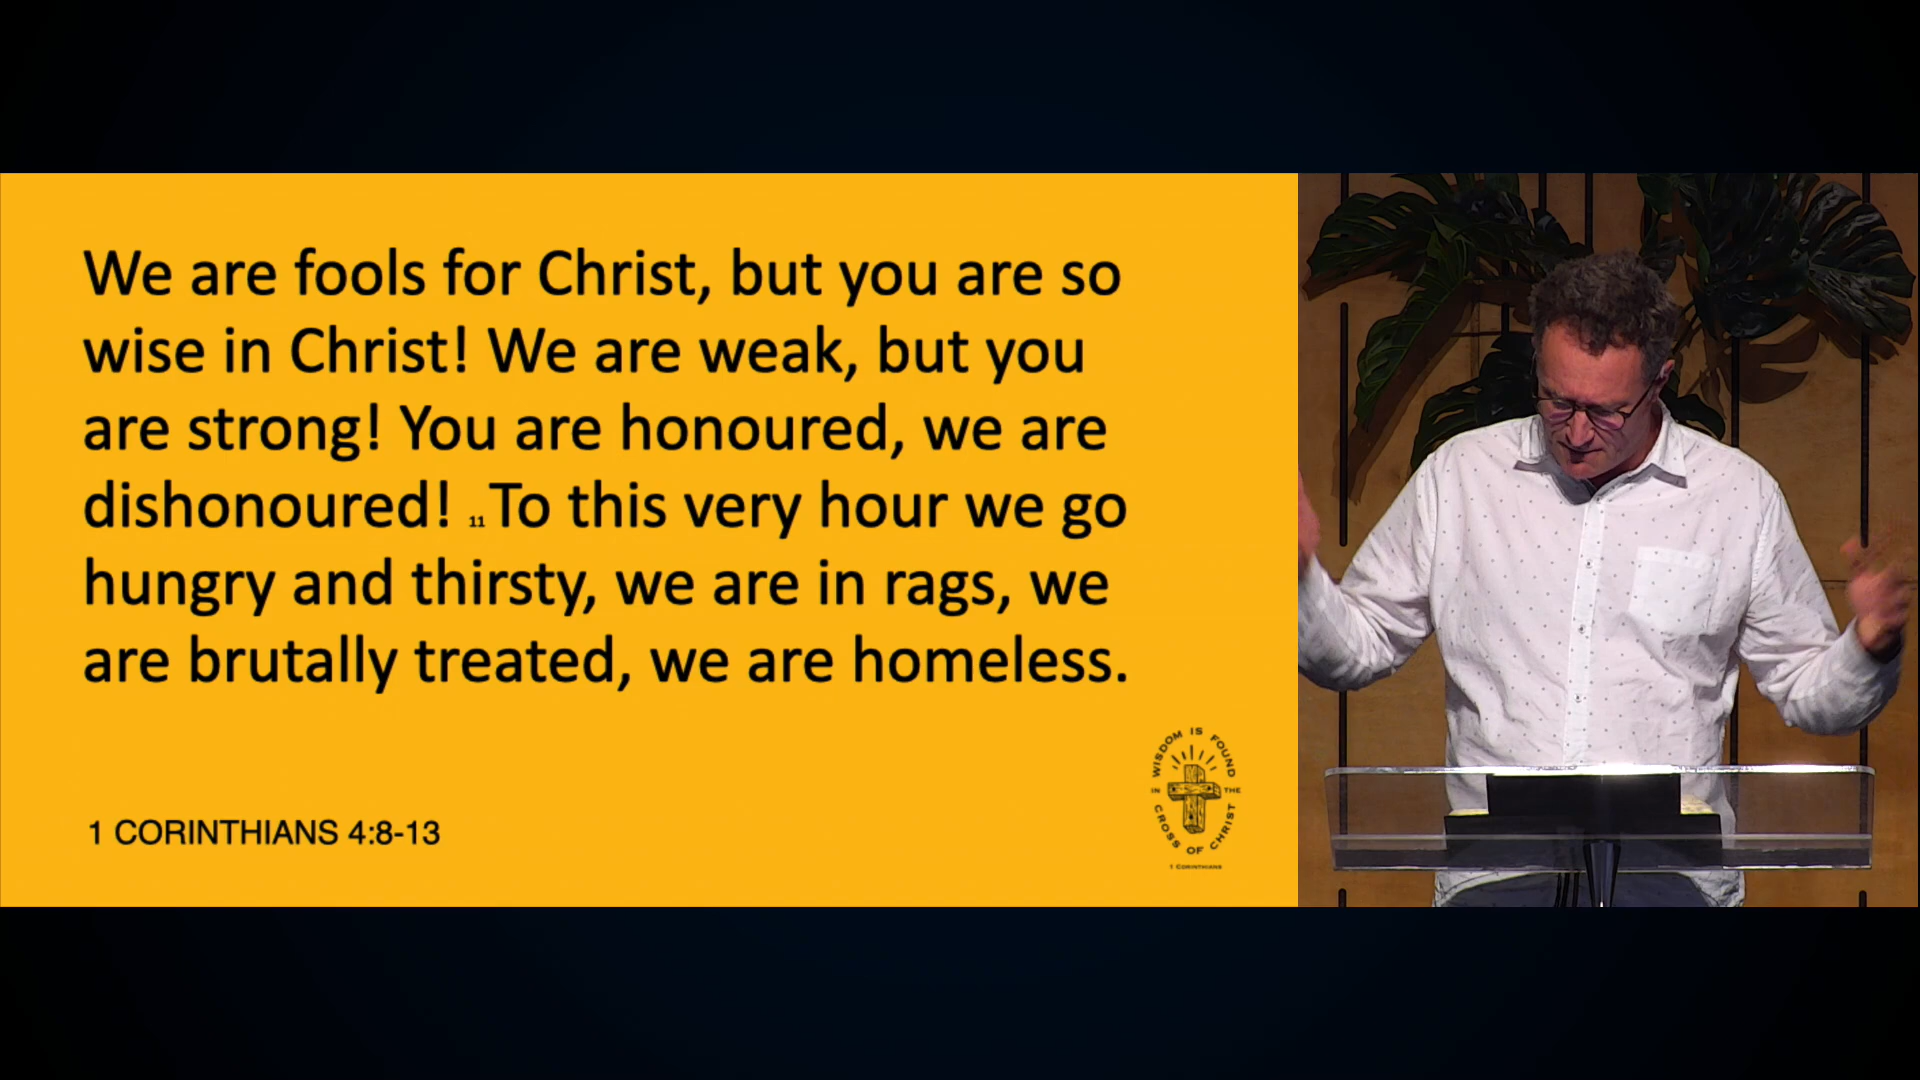 We are fools for Christ, but you are so
wise in Christ! We are weak, but you
are strong! You are honoured, we are
dishonoured! 11 To this very hour we go
hungry and thirsty, we are in rags, we
are brutally treated, we are homeless.
WISDOM IS FOUND
IN THE
CROSS OF CHRIST
1 CORINTHIANS
1 CORINTHIANS 4:8-13